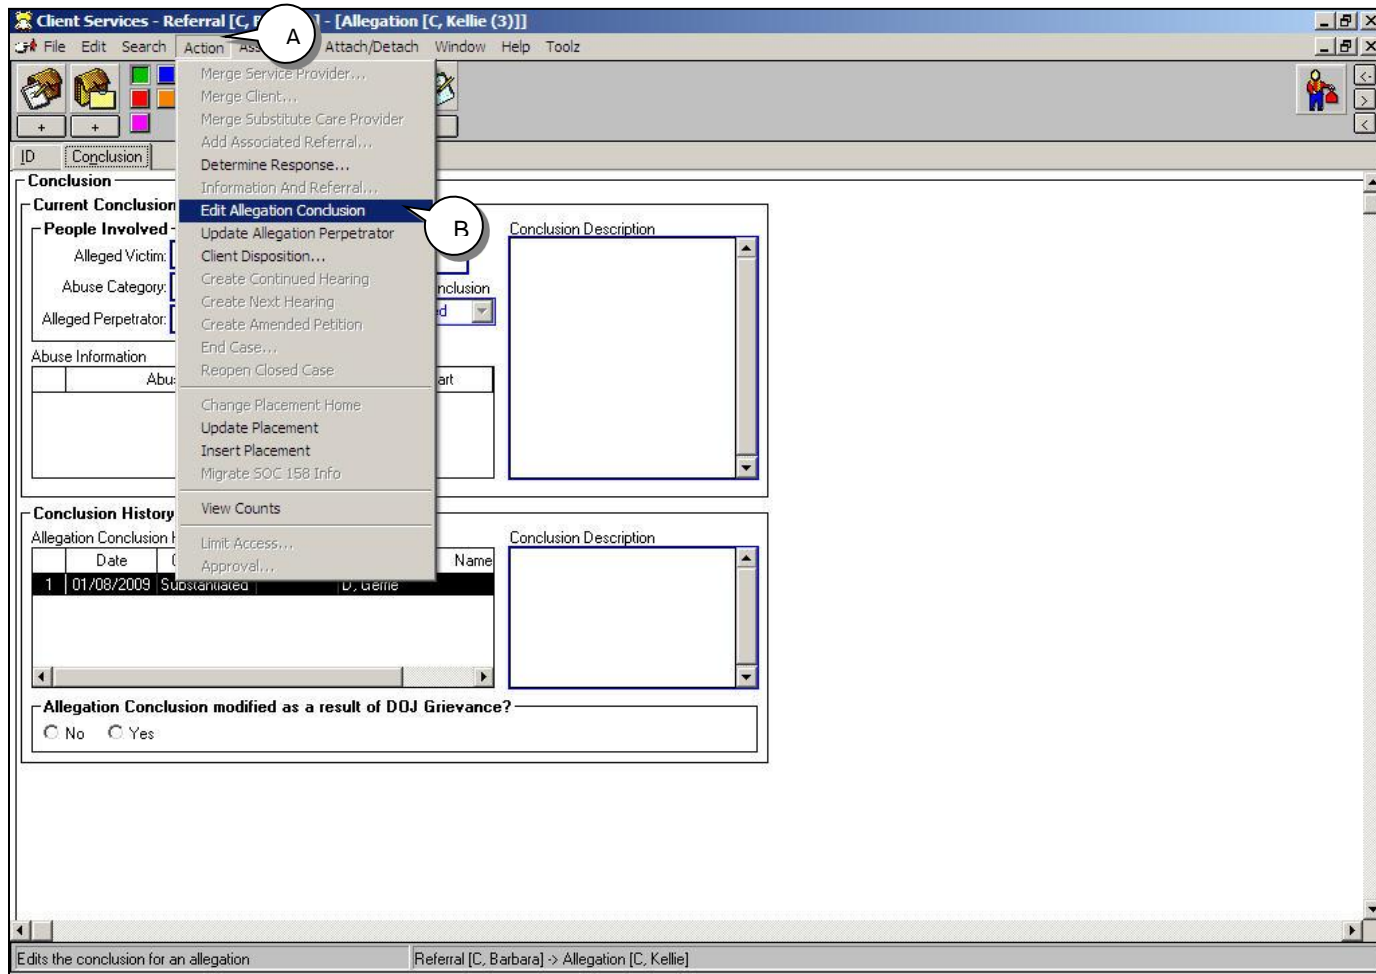 Client Services - Referral [C, - [Allegation [C, Kellie (3)]]
A
File Edit Search Action Attach/Detach Window Help Toolz
+ +
ID Conclusion
Merge Service Provider...
Merge Client...
Merge Substitute Care Provider
Add Associated Referral...
Determine Response...
Information And Referral...
Edit Allegation Conclusion
Update Allegation Perpetrator
Client Disposition...
Create Continued Hearing
Create Next Hearing
Create Amended Petition
End Case...
Reopen Closed Case
Change Placement Home
Update Placement
Insert Placement
Migrate SOC 158 Info
View Counts
Limit Access...
Approval...
B
Conclusion
Current Conclusion
People Involved
Conclusion Description
Alleged Victim:
Abuse Category:
nclusion
Alleged Perpetrator:
ed
Abuse Information
Abu
art
Conclusion History
Allegation Conclusion
Conclusion Description
Date Name
1 01/08/2009 Substantiated D, Gerrie
Allegation Conclusion modified as a result of DOJ Grievance?
No Yes
Edits the conclusion for an allegation Referral [C, Barbara] -> Allegation [C, Kellie]